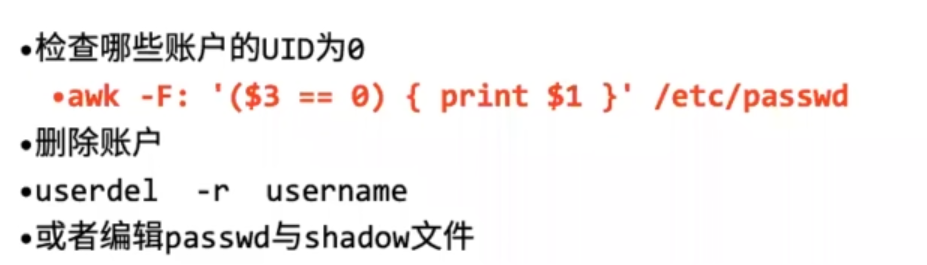 •检查哪些账户的UID为0
•awk -F: '($3 == 0) { print $1 }' /etc/passwd
•删除账户
•userdel -r username
•或者编辑passwd与shadow文件